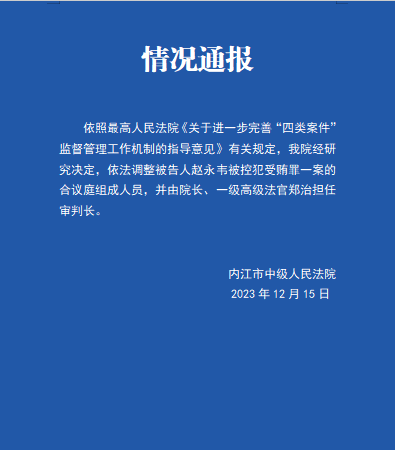 情况通报
依照最高人民法院《关于进一步完善“四类案件”
监督管理工作机制的指导意见》有关规定，我院经研
究决定，依法调整被告人赵永韦被控犯受贿罪一案的
合议庭组成人员，并由院长、一级高级法官郑治担任
审判长。
内江市中级人民法院
2023 年 12 月 15 日